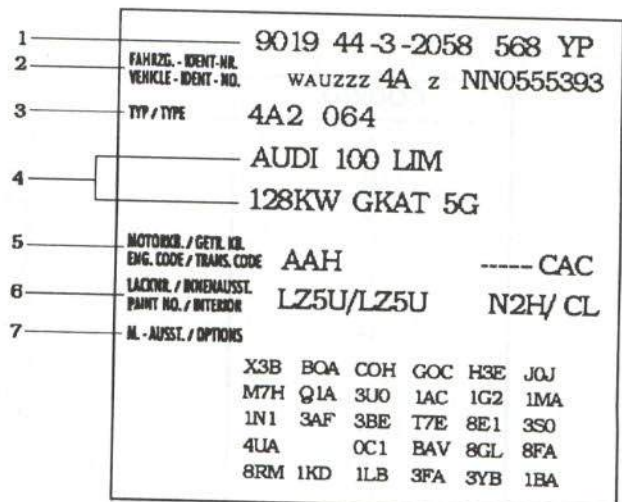 1 9019 44-3-2058 568 YP
2 FAHRZG.-IDENT-NR.
VEHICLE-IDENT-NO. WAUZZZ 4A Z NN0555393
3 TYP / TYPE 4A2 064
AUDI 100 LIM
4
128KW GKAT 5G
5 MOTORKB. / GETR. KB.
ENG. CODE / TRANS. CODE AAH ----- CAC
6 LACKNR. / INNENAUSST.
PAINT NO. / INTERIOR LZ5U/LZ5U N2H/ CL
7 M.-AUSST. / OPTIONS
X3B BOA COH GOC H3E JOJ
M7H Q1A 3U0 1AC 1G2 1MA
1N1 3AF 3BE T7E 8E1 3S0
4UA 0C1 BAV 8GL 8FA
8RM 1KD 1LB 3FA 3YB 1BA